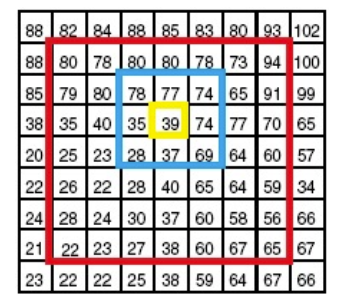 88 82 84 88 85 83 80 93 102
88 80 78 80 80 78 73 94 100
85 79 80 78 77 74 65 91 99
38 35 40 35 39 74 77 70 65
20 25 23 28 37 69 64 60 57
22 26 22 28 40 65 64 59 34
24 28 24 30 37 60 58 56 66
21 22 23 27 38 60 67 65 67
23 22 22 25 38 59 64 67 66